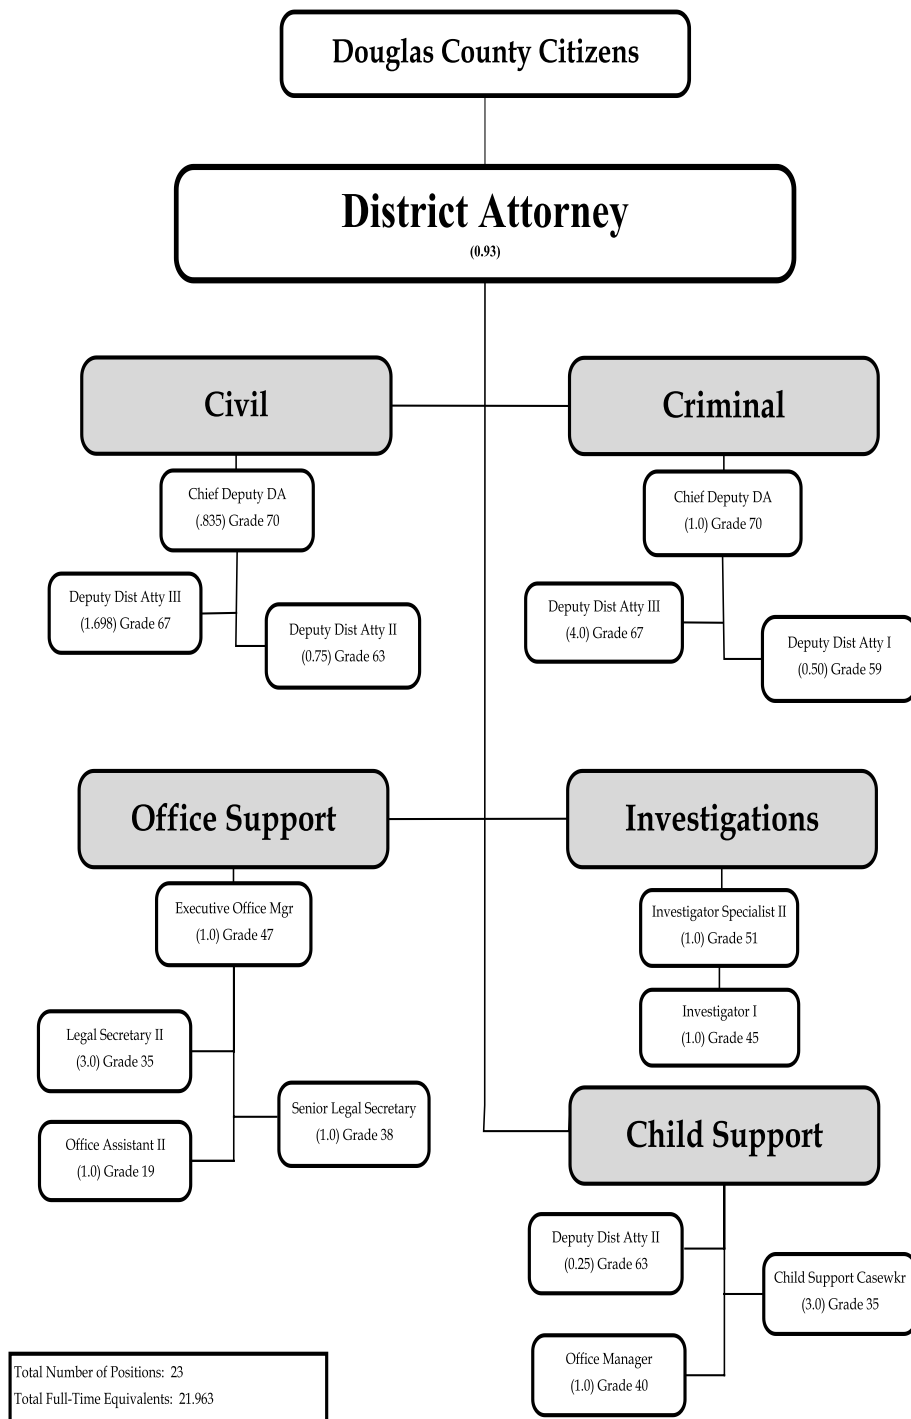 Douglas County Citizens
District Attorney
(0.93)
Civil
Chief Deputy DA
(.835) Grade 70
Deputy Dist Atty III
(1.698) Grade 67
Deputy Dist Atty II
(0.75) Grade 63
Criminal
Chief Deputy DA
(1.0) Grade 70
Deputy Dist Atty III
(4.0) Grade 67
Deputy Dist Atty I
(0.50) Grade 59
Office Support
Executive Office Mgr
(1.0) Grade 47
Legal Secretary II
(3.0) Grade 35
Senior Legal Secretary
(1.0) Grade 38
Office Assistant II
(1.0) Grade 19
Investigations
Investigator Specialist II
(1.0) Grade 51
Investigator I
(1.0) Grade 45
Child Support
Deputy Dist Atty II
(0.25) Grade 63
Child Support Casewkr
(3.0) Grade 35
Office Manager
(1.0) Grade 40
Total Number of Positions: 23
Total Full-Time Equivalents: 21.963